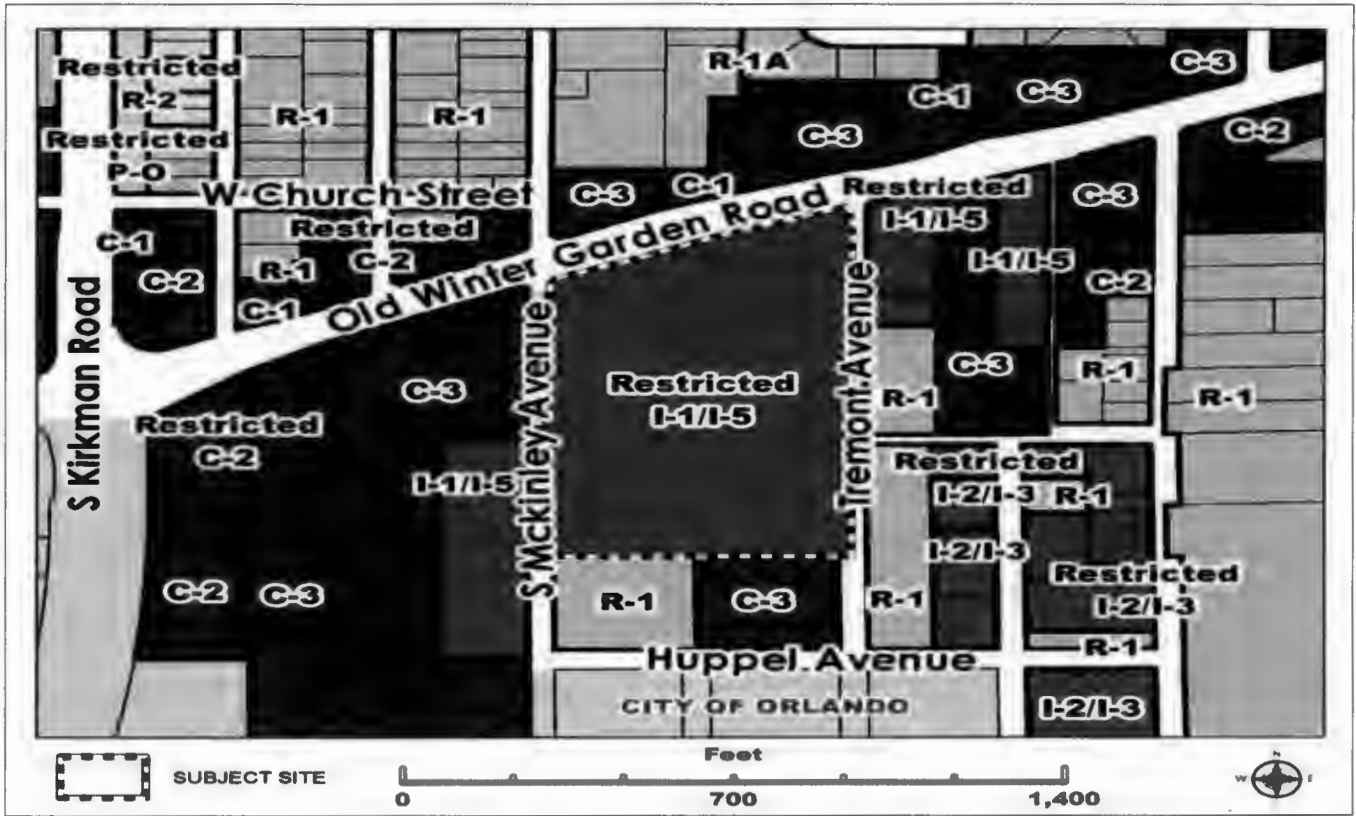 Restricted
R-2
Restricted
P-O
R-1
R-1
R-1A
C-1
C-3
C-3
C-3
C-2
W Church Street
C-3
C-1
Restricted
I-1/I-5
C-3
C-1
C-2
R-1
Restricted
C-2
C-1
Old Winter Garden Road
I-1/I-5
C-2
S Kirkman Road
C-3
S Mckinley Avenue
Restricted
I-1/I-5
Tremont Avenue
R-1
C-3
R-1
R-1
Restricted
C-2
I-1/I-5
Restricted
I-2/I-3
R-1
I-2/I-3
Restricted
I-2/I-3
C-2
C-3
R-1
C-3
R-1
R-1
Huppel Avenue
CITY OF ORLANDO
I-2/I-3
SUBJECT SITE
Feet
0
700
1,400
N
W
E